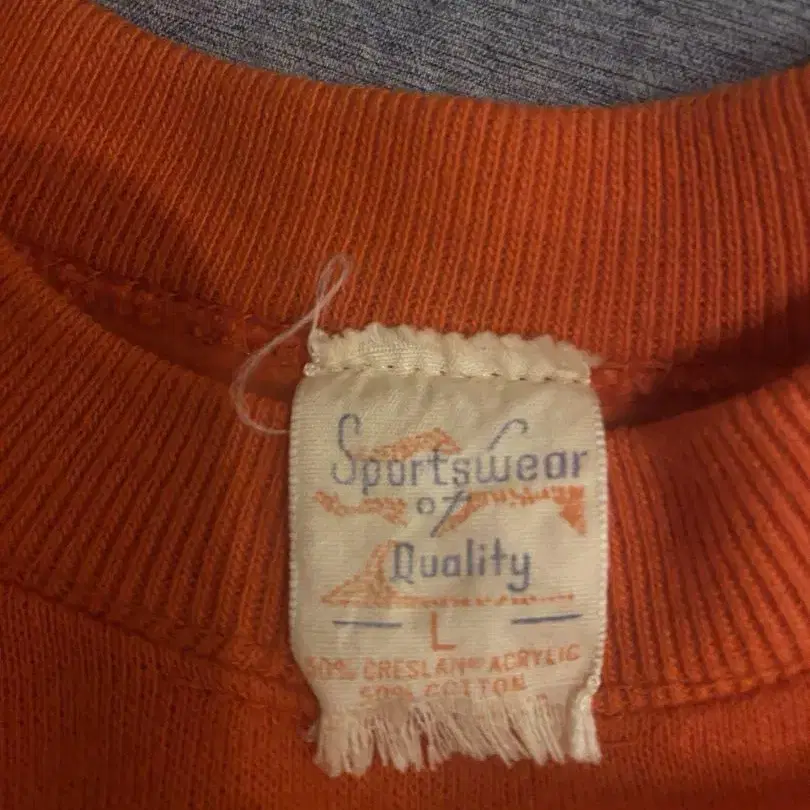 Sportswear
of
Quality
L
50% CRESLAN® ACRYLIC
50% COTTON